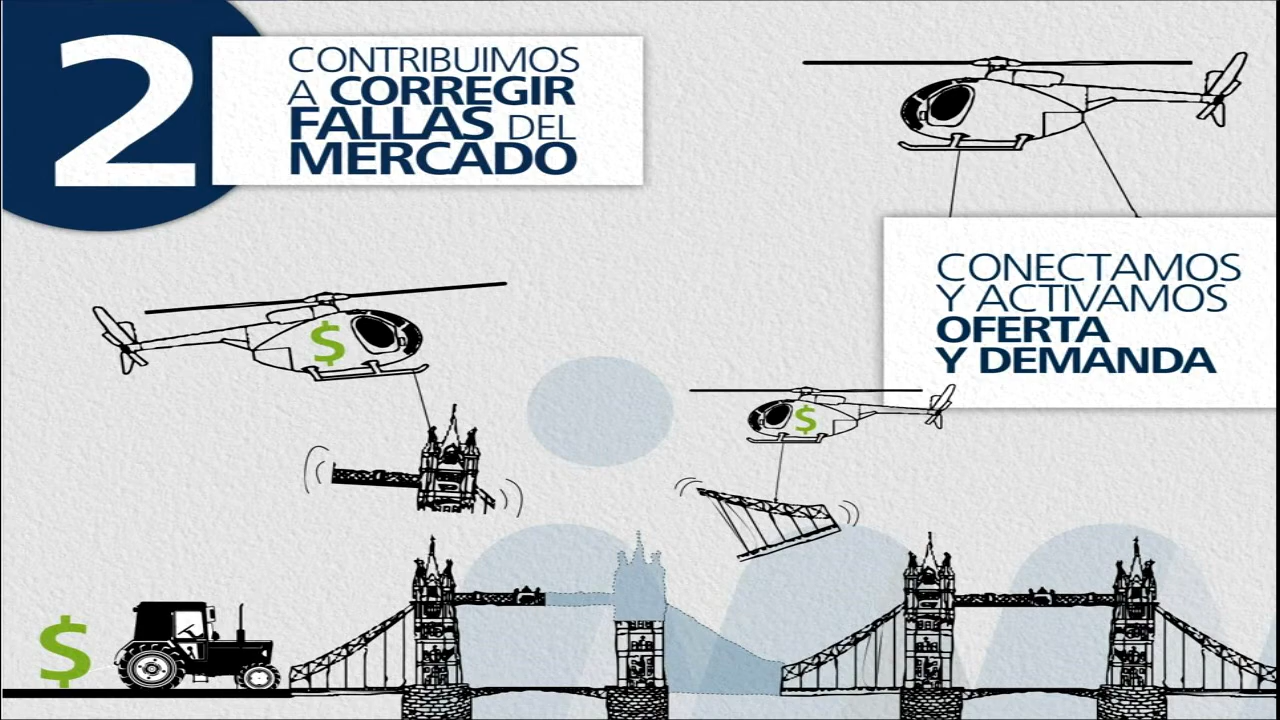 2
CONTRIBUIMOS
A CORREGIR
FALLAS DEL
MERCADO
CONECTAMOS
Y ACTIVAMOS
OFERTA
Y DEMANDA
$
$
$